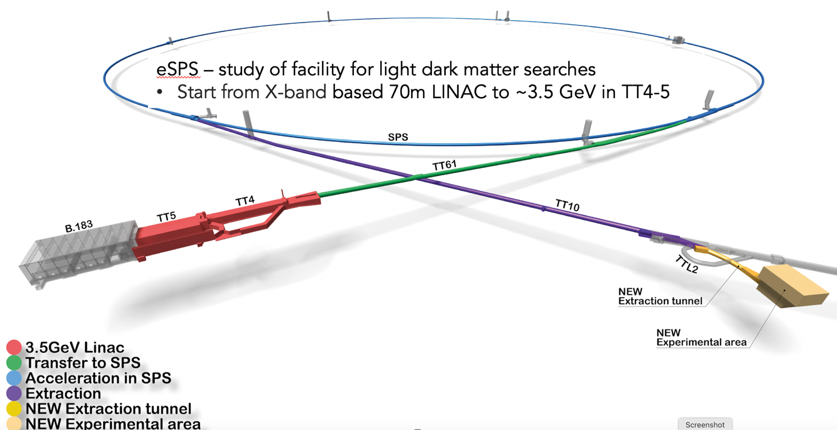 eSPS – study of facility for light dark matter searches
• Start from X-band based 70m LINAC to ~3.5 GeV in TT4-5
SPS
TT61
TT4
TT5
B.183
TT10
TTL2
NEW
Extraction tunnel
NEW
Experimental area
3.5GeV Linac
Transfer to SPS
Acceleration in SPS
Extraction
NEW Extraction tunnel
NEW Experimental area
Screenshot